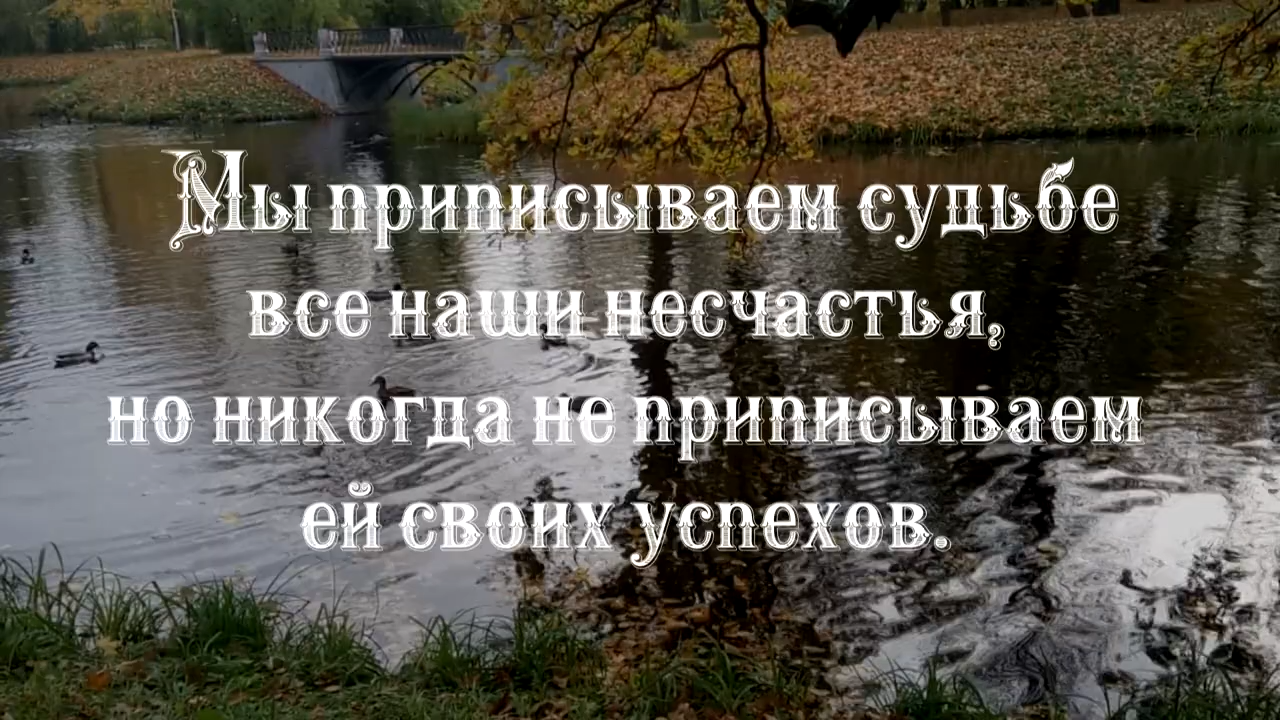 Мы приписываем судьбе
все наши несчастья,
но никогда не приписываем
ей своих успехов.